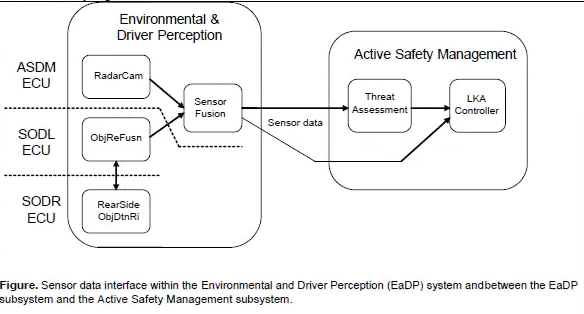 Environmental &
Driver Perception
Active Safety Management
ASDM
ECU
RadarCam
Sensor
Fusion
Threat
Assessment
LKA
Controller
Sensor data
SODL
ECU
ObjReFusn
SODR
ECU
RearSide
ObjDtnRi
Figure. Sensor data interface within the Environmental and Driver Perception (EaDP) system andbetween the EaDP
subsystem and the Active Safety Management subsystem.